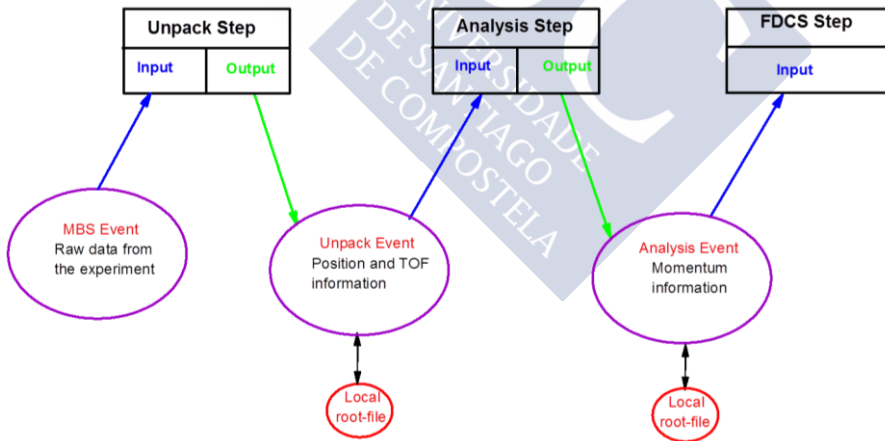 Unpack Step
Input
Output
Analysis Step
Input
Output
FDCS Step
Input
MBS Event
Raw data from
the experiment
Unpack Event
Position and TOF
information
Analysis Event
Momentum
information
Local
root-file
Local
root-file
DE SANTIAGO
DE COMPOSTELA